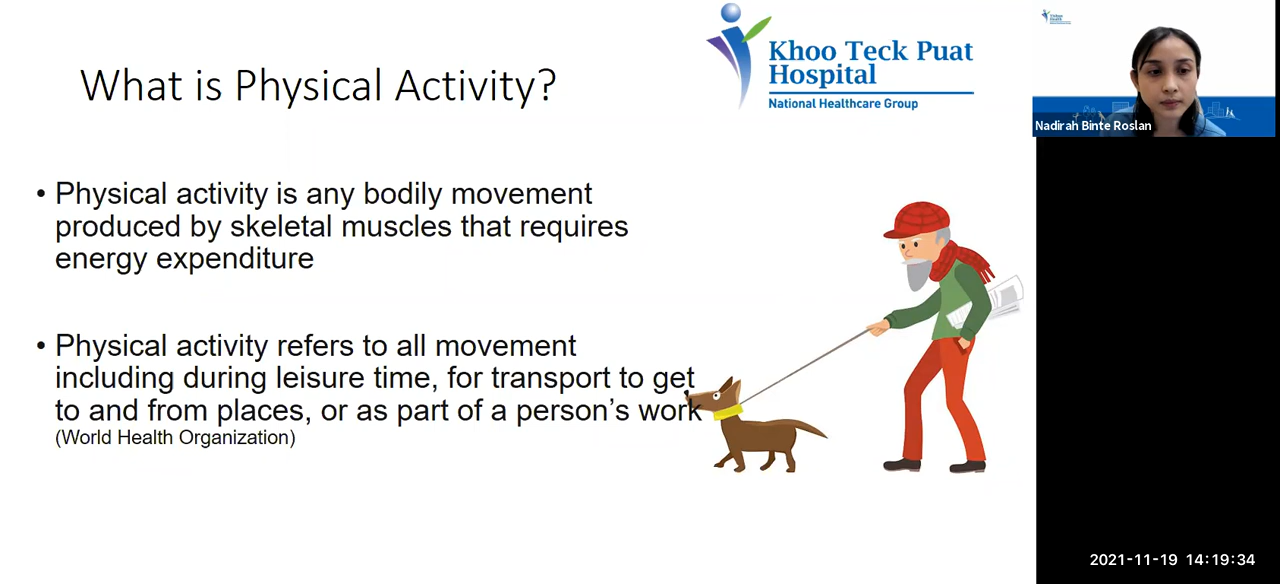 What is Physical Activity?
Khoo Teck Puat
Hospital
National Healthcare Group
• Physical activity is any bodily movement
produced by skeletal muscles that requires
energy expenditure
• Physical activity refers to all movement
including during leisure time, for transport to get
to and from places, or as part of a person’s work
(World Health Organization)
Nadirah Binte Roslan
2021-11-19 14:19:34